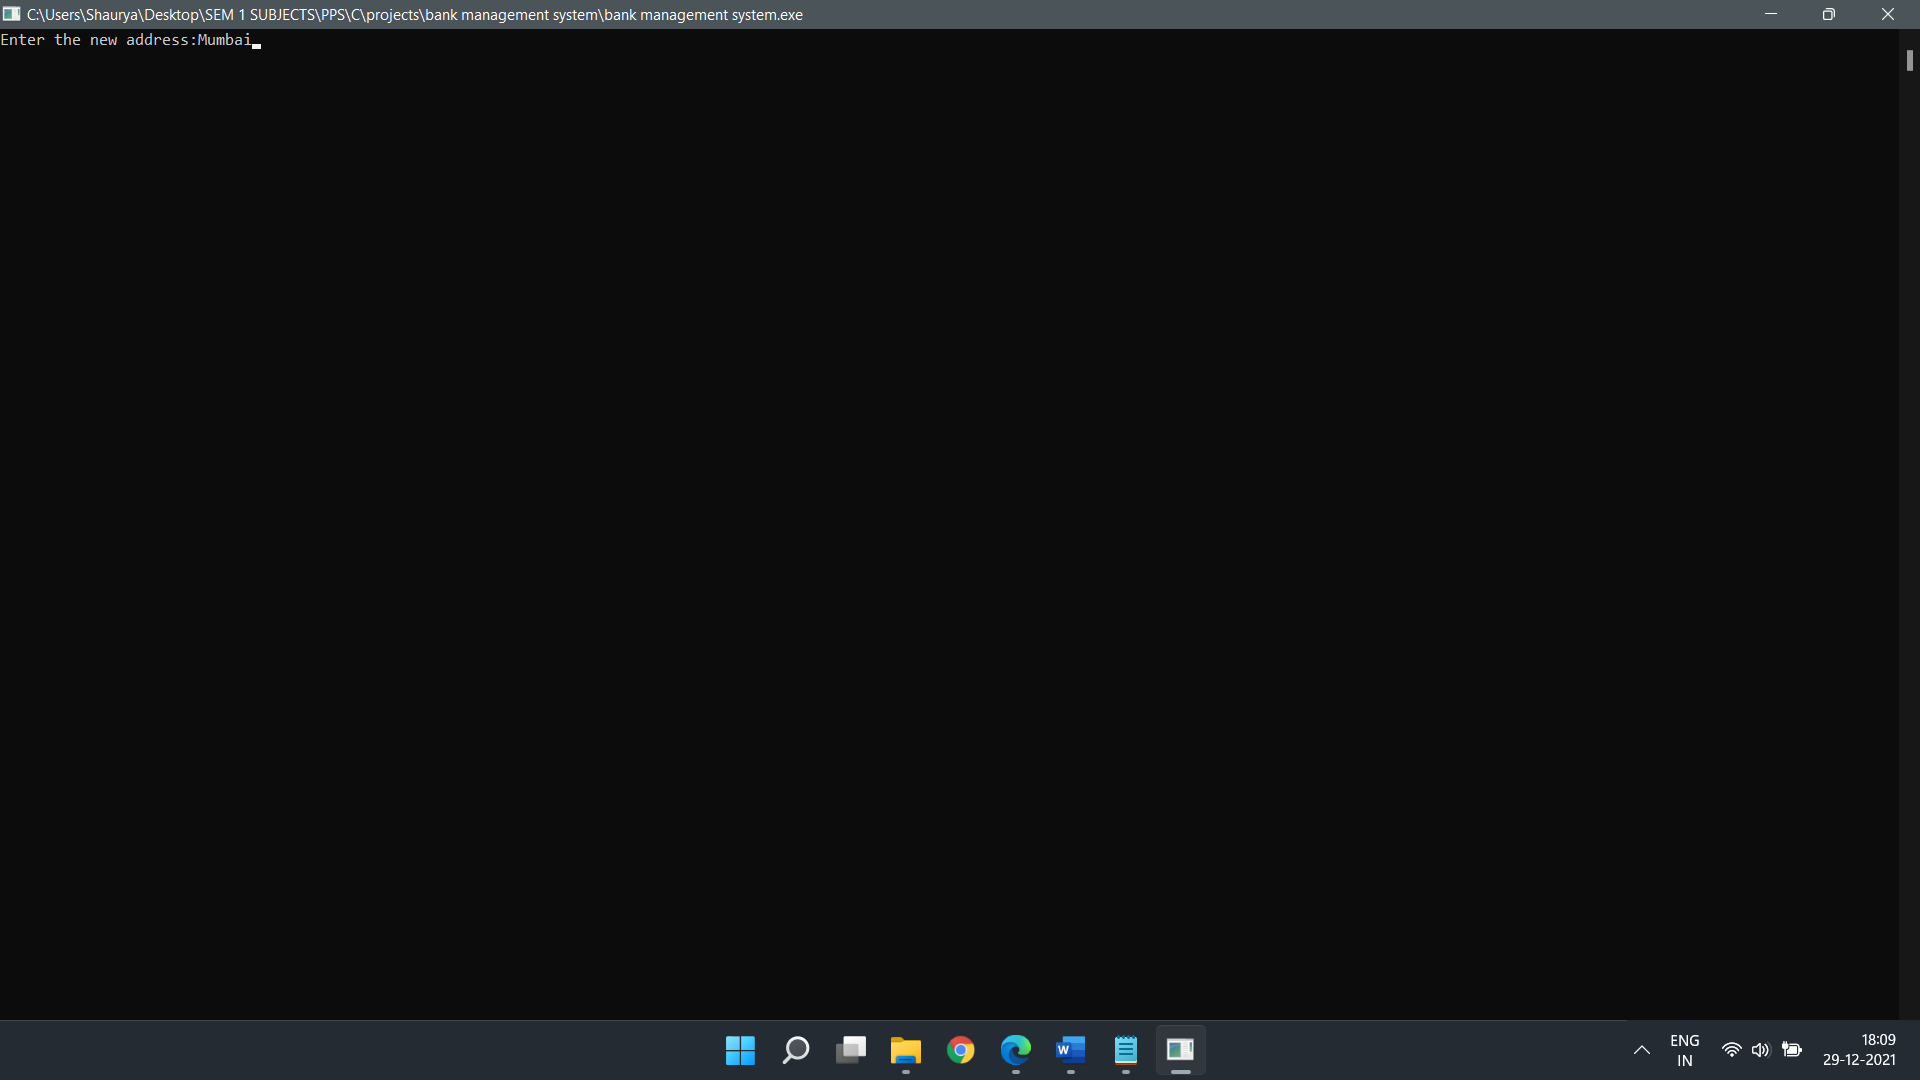 C:\Users\Shaurya\Desktop\SEM 1 SUBJECTS\PPS\C\projects\bank management system\bank management system.exe
Enter the new address:Mumbai
W
ENG
IN
18:09
29-12-2021